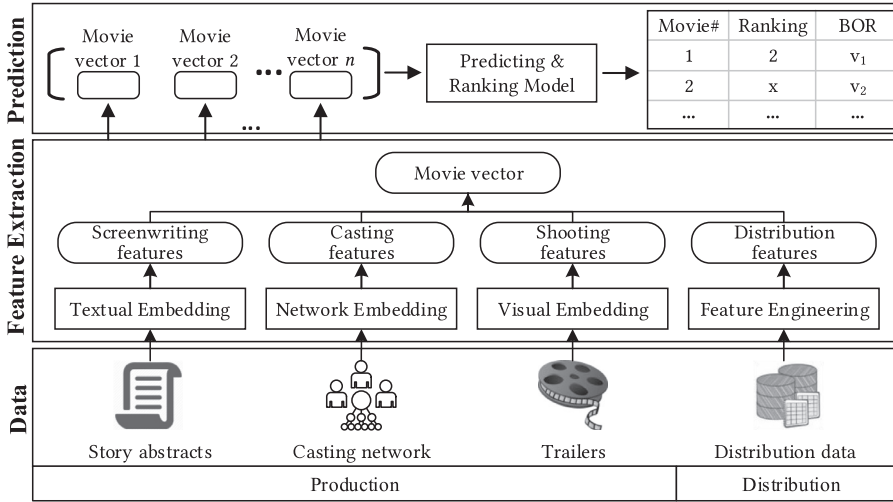 Prediction
Movie vector 1
Movie vector 2
...
Movie vector n
Predicting & Ranking Model
Movie# Ranking BOR
1 2 v₁
2 x v₂
... ... ...
...
Feature Extraction
Movie vector
Screenwriting features
Casting features
Shooting features
Distribution features
Textual Embedding
Network Embedding
Visual Embedding
Feature Engineering
Data
Story abstracts
Casting network
Trailers
Distribution data
Production
Distribution